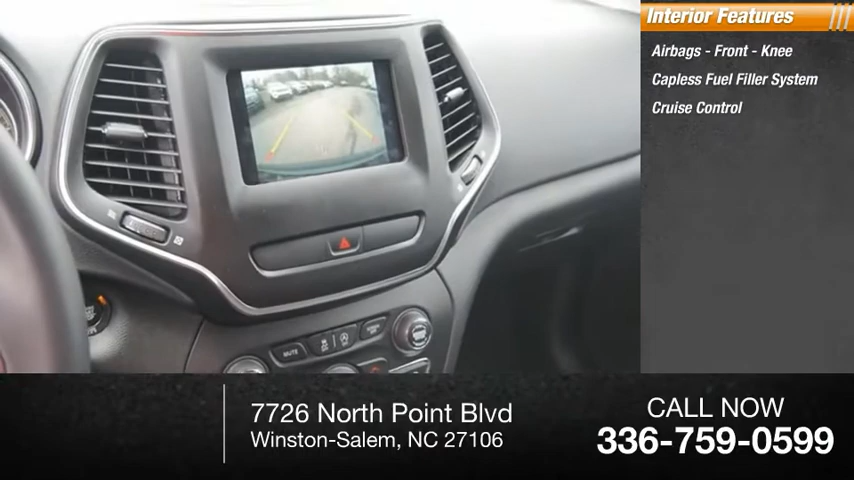 Interior Features
Airbags - Front - Knee
Capless Fuel Filler System
Cruise Control
MUTE
7726 North Point Blvd
Winston-Salem, NC 27106
CALL NOW
336-759-0599